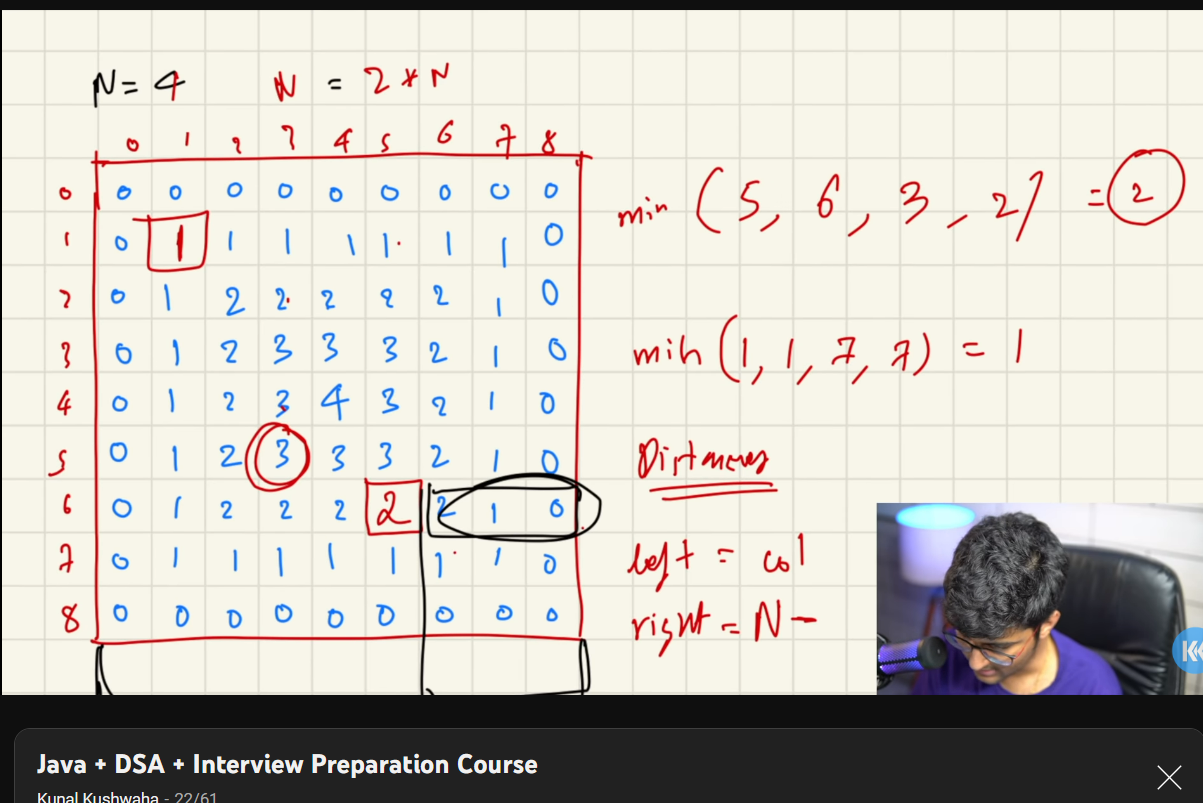 N = 4 N = 2 * N
0 1 2 3 4 5 6 7 8
0 0 0 0 0 0 0 0 0 0
1 0 1 1 1 1 1 1 1 0
2 0 1 2 2 2 2 2 1 0
3 0 1 2 3 3 3 2 1 0
4 0 1 2 3 4 3 2 1 0
5 0 1 2 3 3 3 2 1 0
6 0 1 2 2 2 2 2 1 0
7 0 1 1 1 1 1 1 1 0
8 0 0 0 0 0 0 0 0 0
min (5, 6, 3, 2) = 2
min (1, 1, 7, 7) = 1
Distances
left = col
right = N -
Java + DSA + Interview Preparation Course
Kunal Kushwaha - 22/61